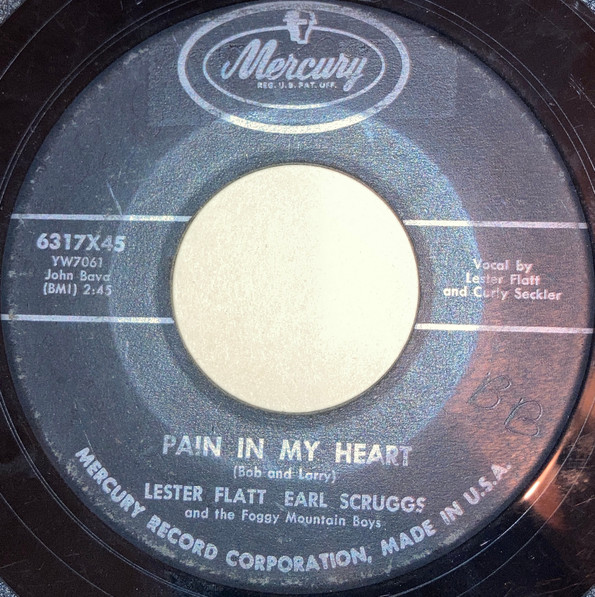 Mercury
REG. U.S. PAT. OFF.
6317X45
YW7061
John Bava
(BMI) 2:45
Vocal by
Lester Flatt
and Curly Seckler
BB
PAIN IN MY HEART
(Bob and Larry)
LESTER FLATT EARL SCRUGGS
and the Foggy Mountain Boys
MERCURY RECORD CORPORATION, MADE IN U.S.A.